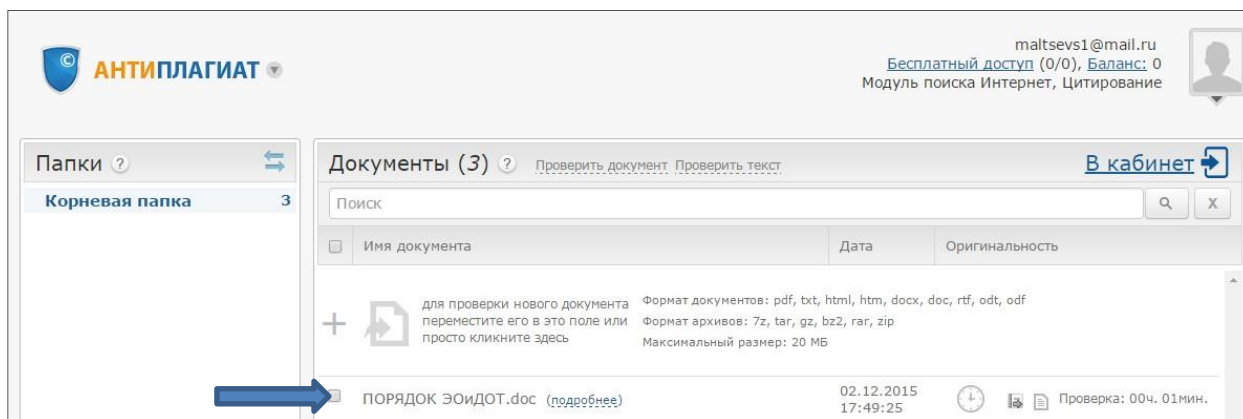 maltsevs1@mail.ru
© АНТИПЛАГИАТ
Бесплатный доступ (0/0), Баланс: 0
Модуль поиска Интернет, Цитирование
Папки ?
Документы (3) ? Проверить документ Проверить текст В кабинет
Корневая папка 3
Поиск X
Имя документа Дата Оригинальность
для проверки нового документа
переместите его в это поле или
просто кликните здесь
Формат документов: pdf, txt, html, htm, docx, doc, rtf, odt, odf
Формат архивов: 7z, tar, gz, bz2, rar, zip
Максимальный размер: 20 МБ
ПОРЯДОК ЭОиДОТ.doc (подробнее)
02.12.2015
17:49:25
Проверка: 00ч. 01мин.